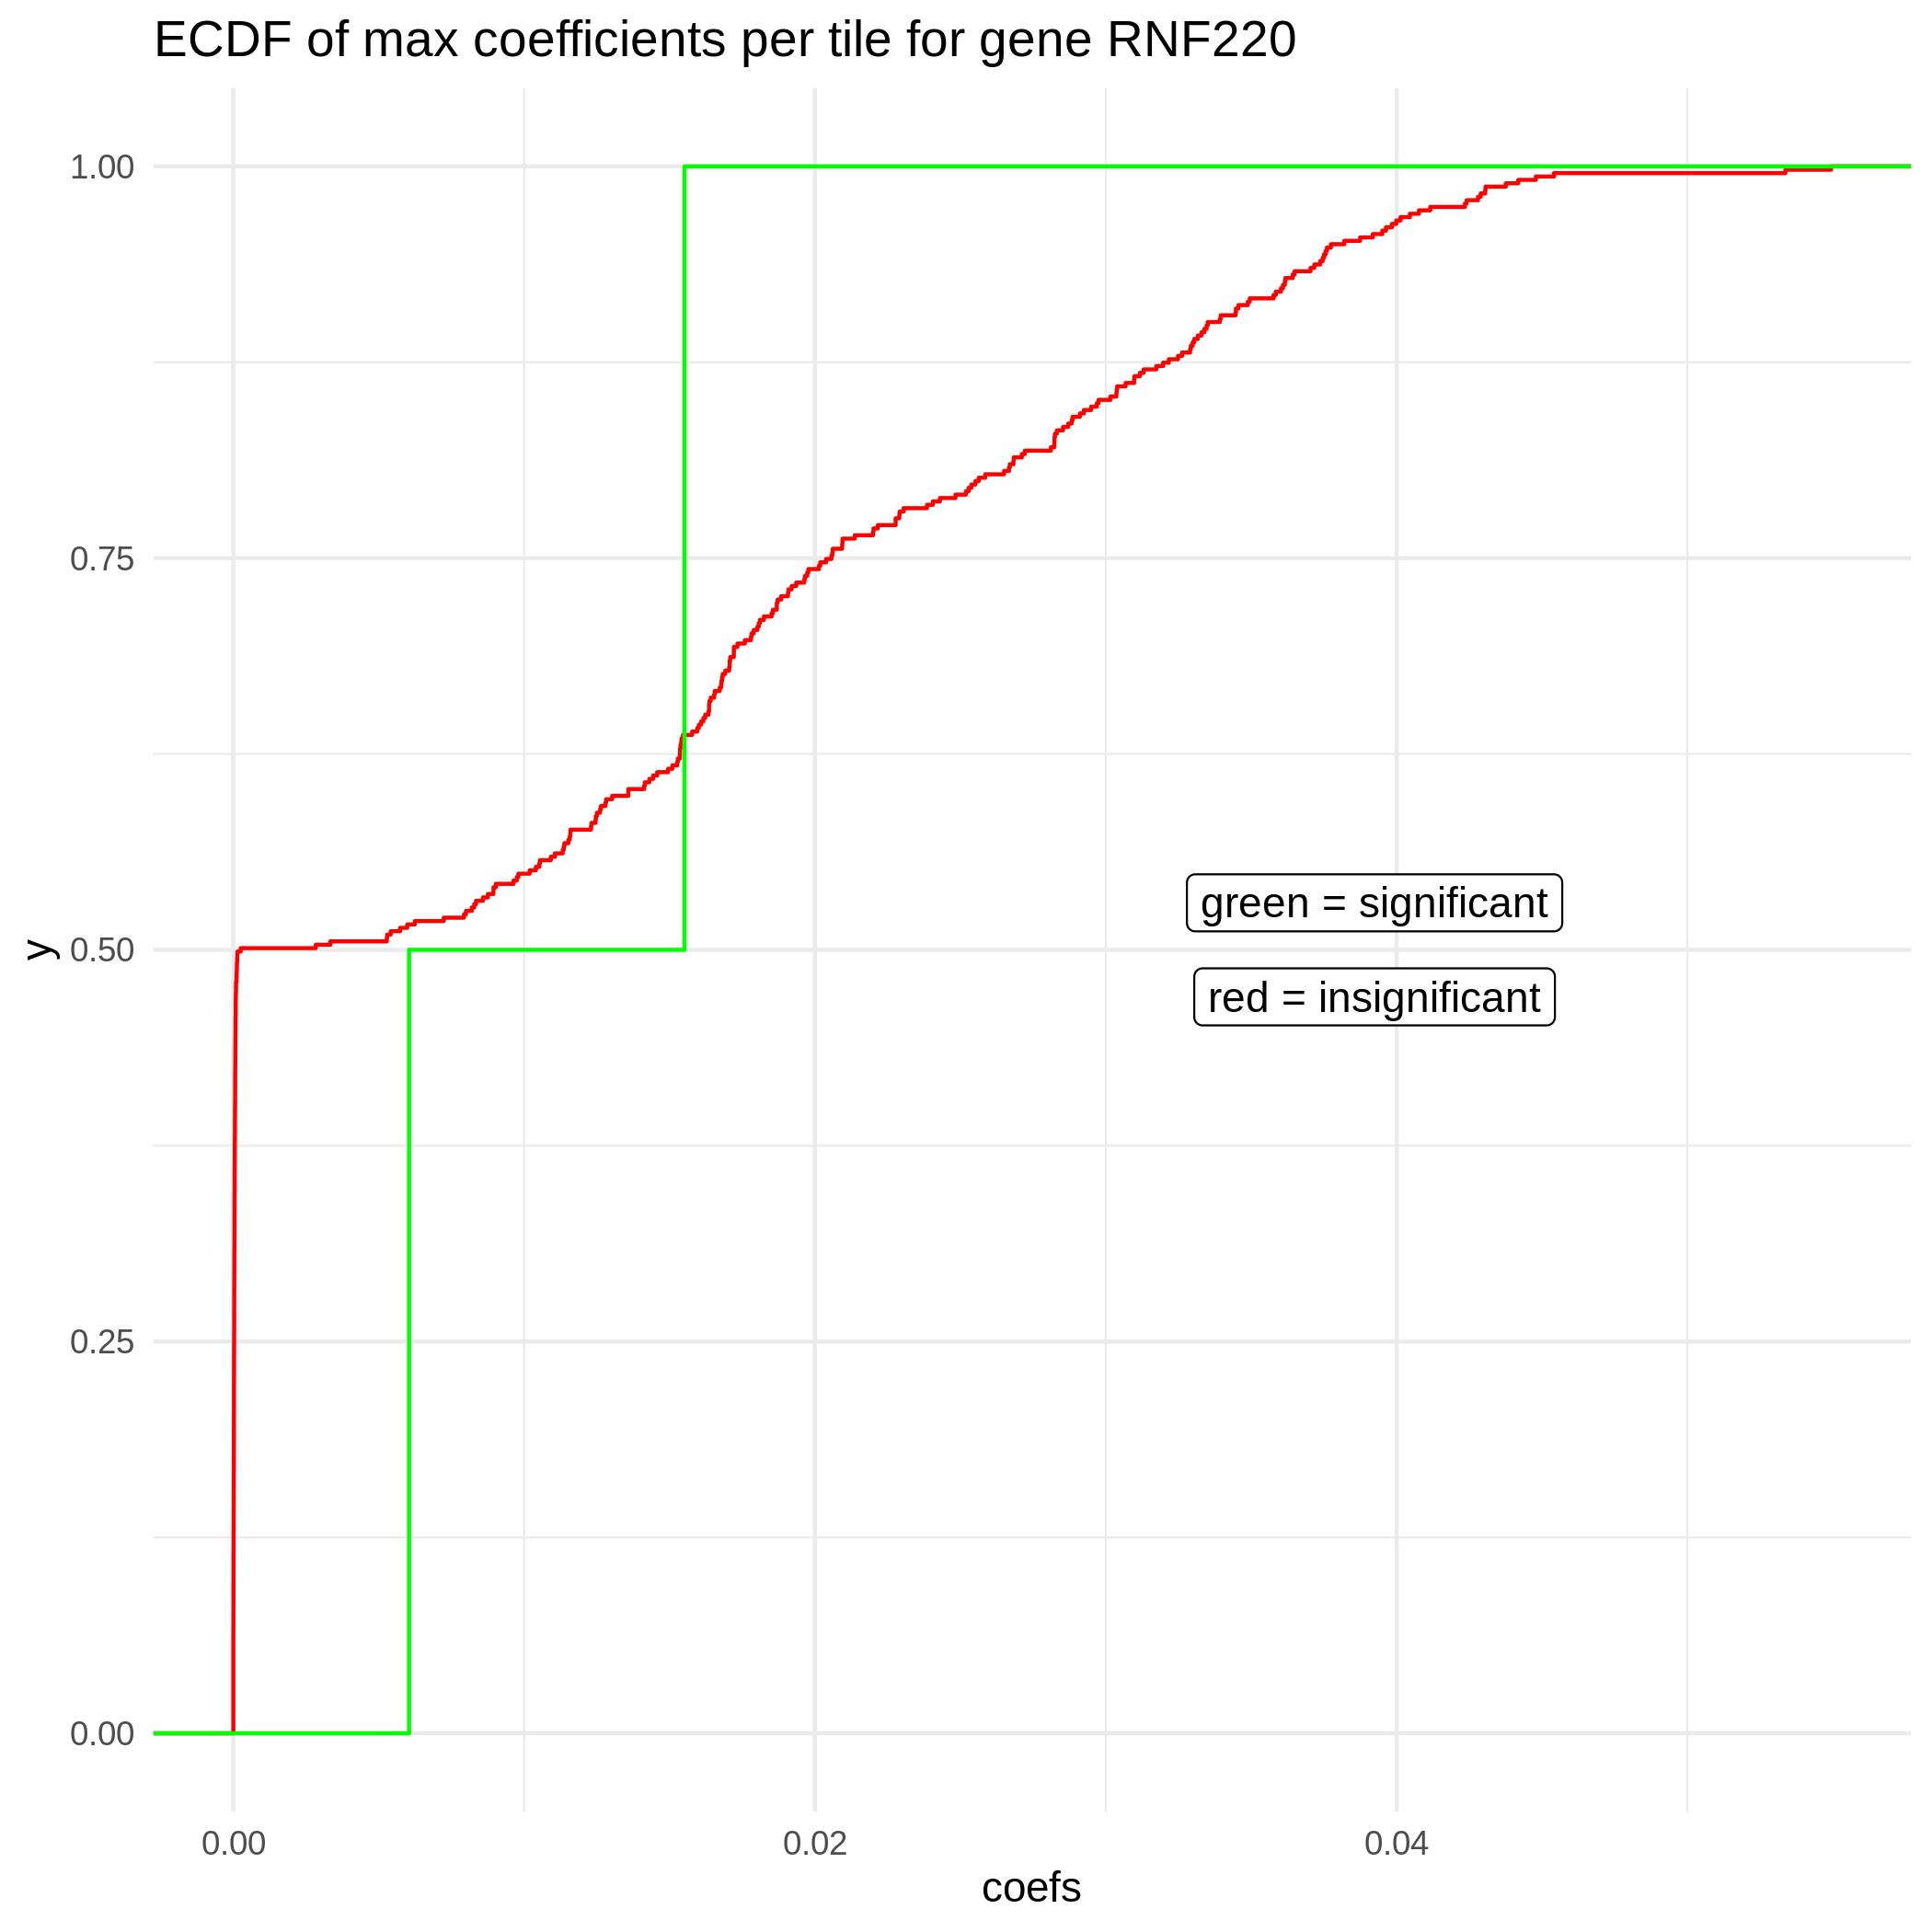 ECDF of max coefficients per tile for gene RNF220
1.00
0.75
0.50
0.25
0.00
y
green = significant
red = insignificant
0.00
0.02
0.04
coefs